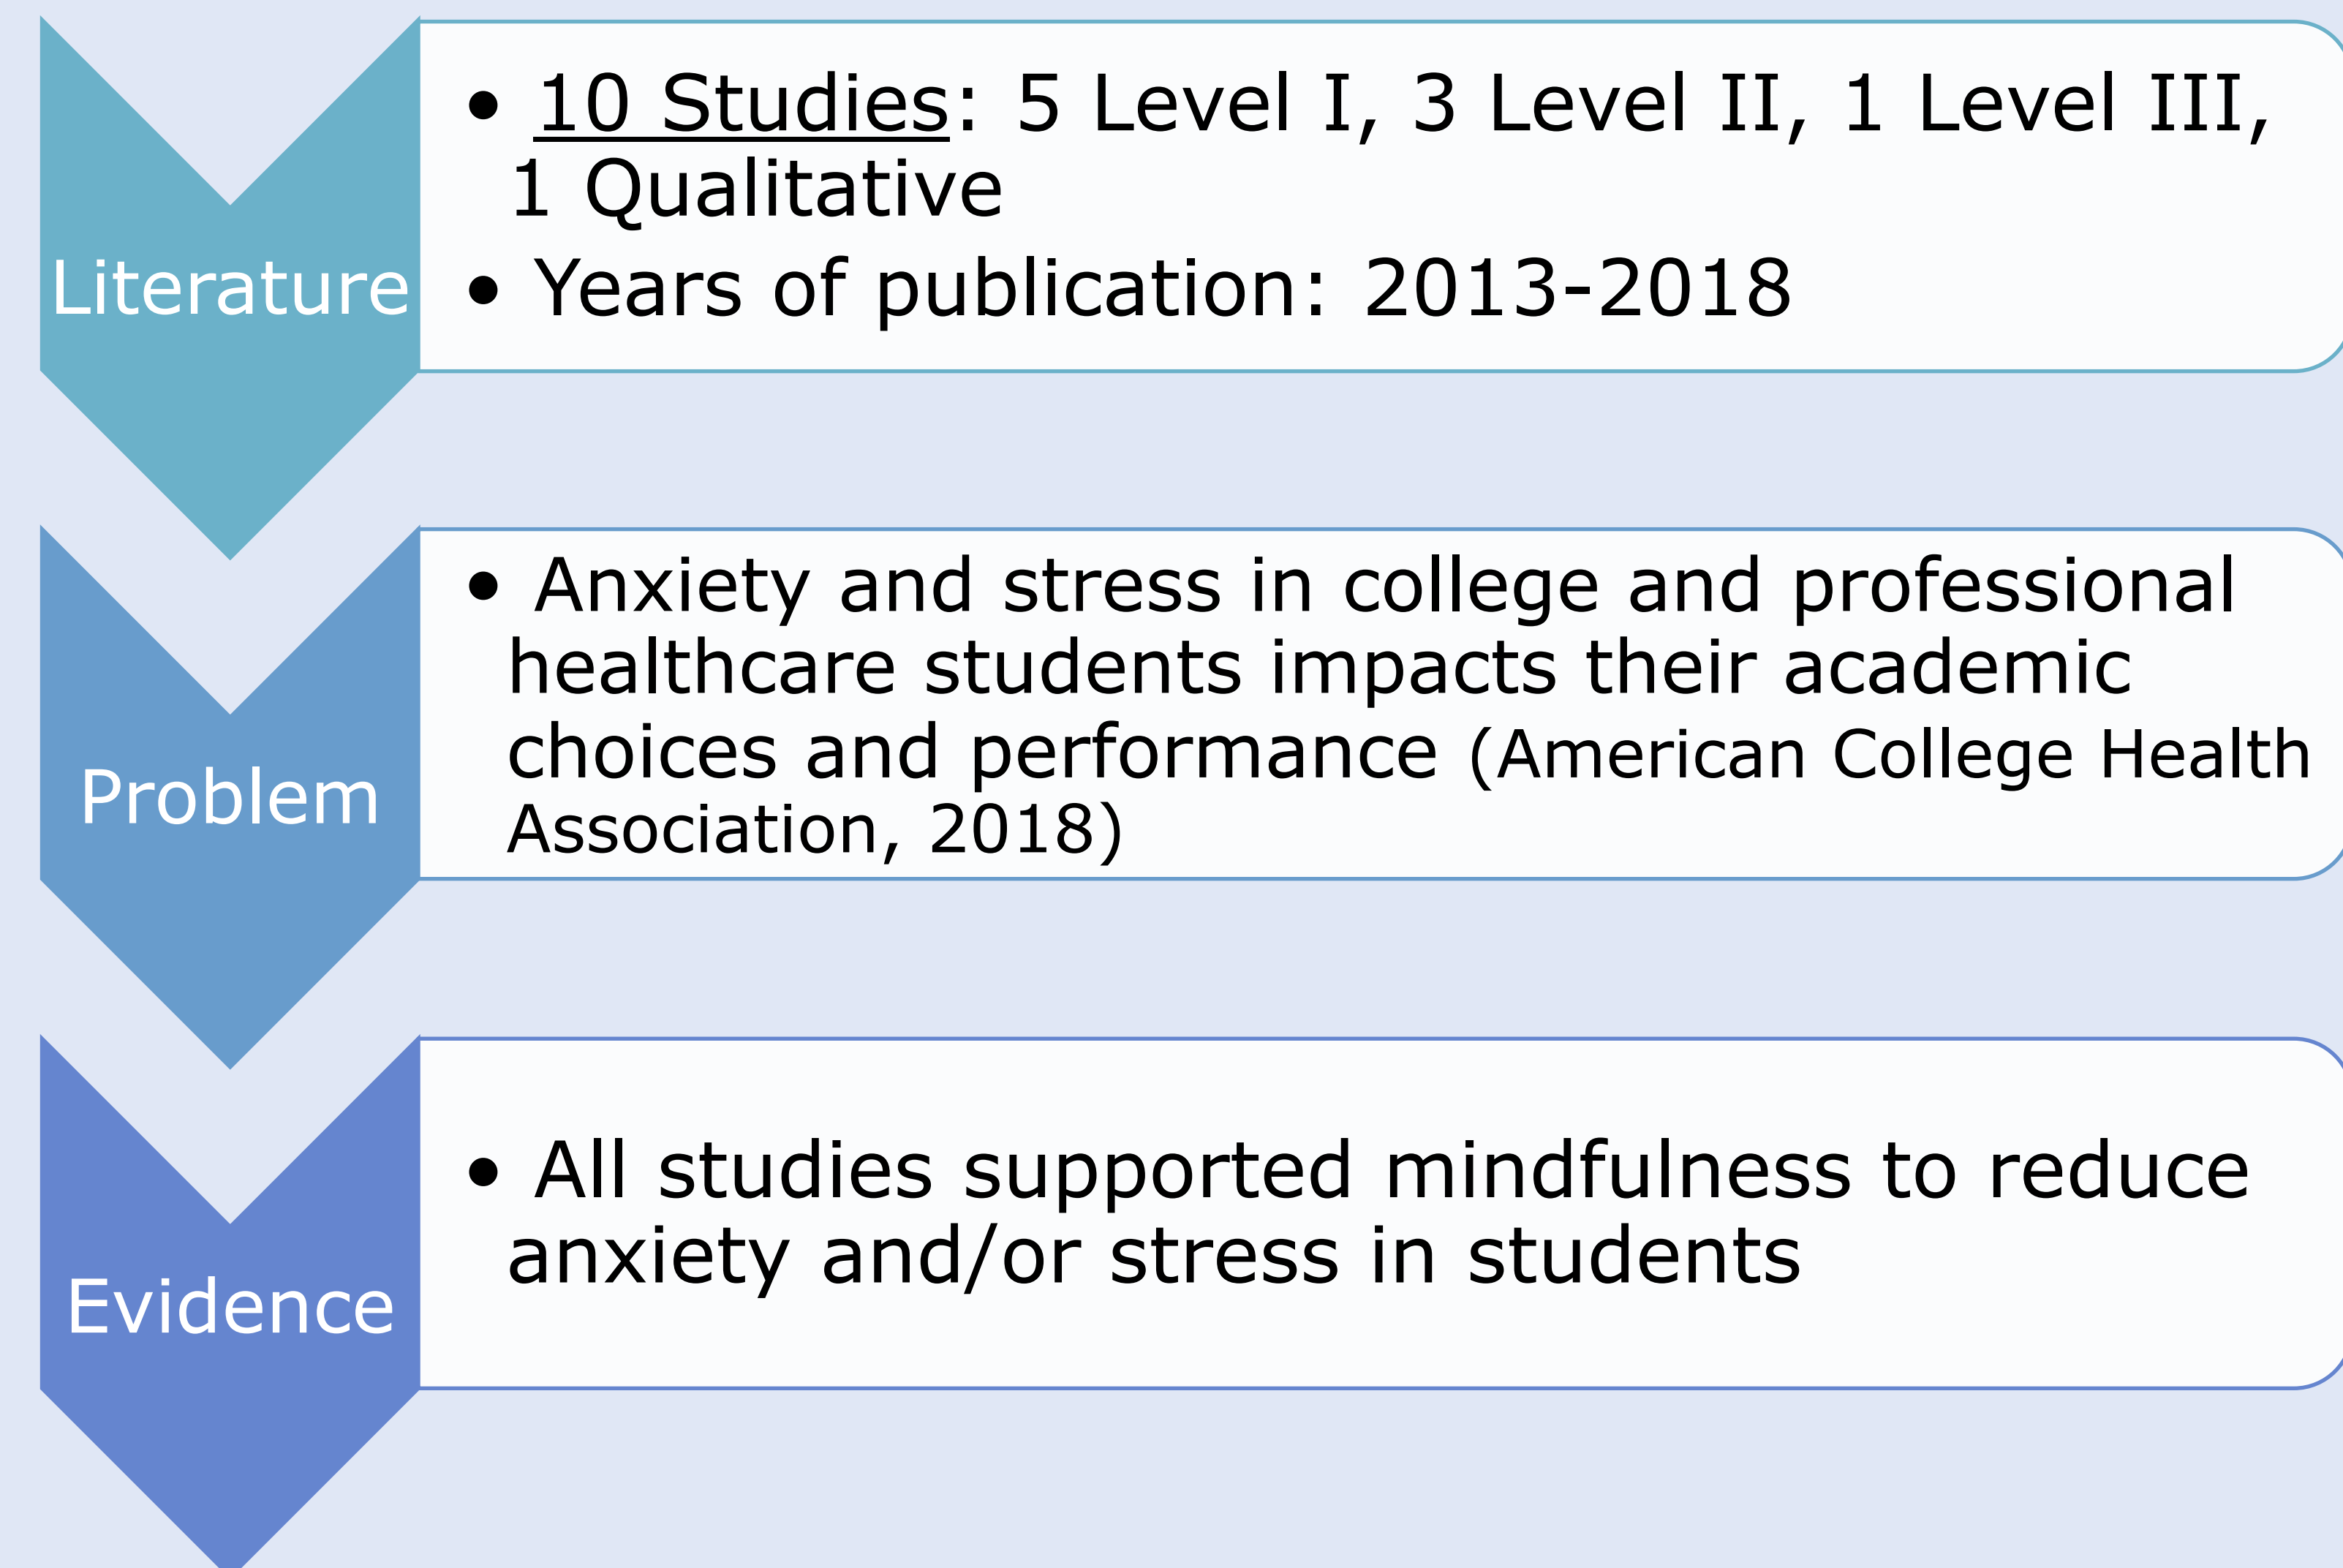 Literature
• 10 Studies: 5 Level I, 3 Level II, 1 Level III,
1 Qualitative
• Years of publication: 2013-2018
Problem
• Anxiety and stress in college and professional
healthcare students impacts their academic
choices and performance (American College Health
Association, 2018)
Evidence
• All studies supported mindfulness to reduce
anxiety and/or stress in students